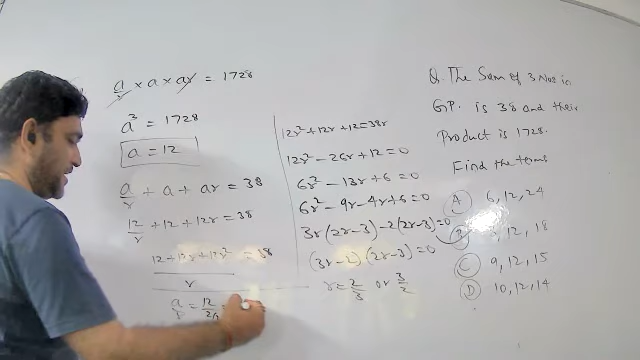 a/r × a × ar = 1728
a³ = 1728
a = 12
a/r + a + ar = 38
12/r + 12 + 12r = 38
12 + 12r + 12r² = 38
r
a/r = 12/2/
12r² + 12r + 12 = 38r
12r² - 26r + 12 = 0
6r² - 13r + 6 = 0
6r² - 9r - 4r + 6 = 0
3r (2r - 3) - 2 (2r - 3) = 0
(3r - 2) (2r - 3) = 0
r = 2/3 or 3/2
Q. The Sum of 3 Nos in
G.P. is 38 and their
Product is 1728.
Find the terms
A 6, 12, 24
12, 18
C 9, 12, 15
D 10, 12, 14